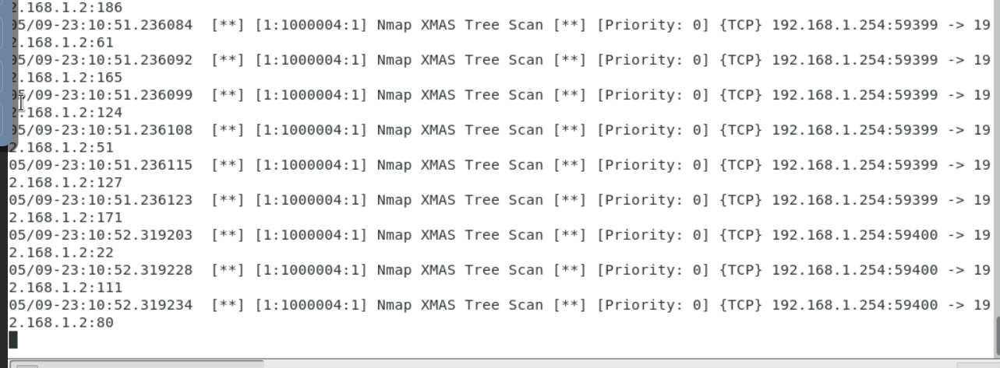 2.168.1.2:186
05/09-23:10:51.236084  [**] [1:1000004:1] Nmap XMAS Tree Scan [**] [Priority: 0] {TCP} 192.168.1.254:59399 -> 19
2.168.1.2:61
05/09-23:10:51.236092  [**] [1:1000004:1] Nmap XMAS Tree Scan [**] [Priority: 0] {TCP} 192.168.1.254:59399 -> 19
2.168.1.2:165
05/09-23:10:51.236099  [**] [1:1000004:1] Nmap XMAS Tree Scan [**] [Priority: 0] {TCP} 192.168.1.254:59399 -> 19
2.168.1.2:124
05/09-23:10:51.236108  [**] [1:1000004:1] Nmap XMAS Tree Scan [**] [Priority: 0] {TCP} 192.168.1.254:59399 -> 19
2.168.1.2:51
05/09-23:10:51.236115  [**] [1:1000004:1] Nmap XMAS Tree Scan [**] [Priority: 0] {TCP} 192.168.1.254:59399 -> 19
2.168.1.2:127
05/09-23:10:51.236123  [**] [1:1000004:1] Nmap XMAS Tree Scan [**] [Priority: 0] {TCP} 192.168.1.254:59399 -> 19
2.168.1.2:171
05/09-23:10:52.319203  [**] [1:1000004:1] Nmap XMAS Tree Scan [**] [Priority: 0] {TCP} 192.168.1.254:59400 -> 19
2.168.1.2:22
05/09-23:10:52.319228  [**] [1:1000004:1] Nmap XMAS Tree Scan [**] [Priority: 0] {TCP} 192.168.1.254:59400 -> 19
2.168.1.2:111
05/09-23:10:52.319234  [**] [1:1000004:1] Nmap XMAS Tree Scan [**] [Priority: 0] {TCP} 192.168.1.254:59400 -> 19
2.168.1.2:80